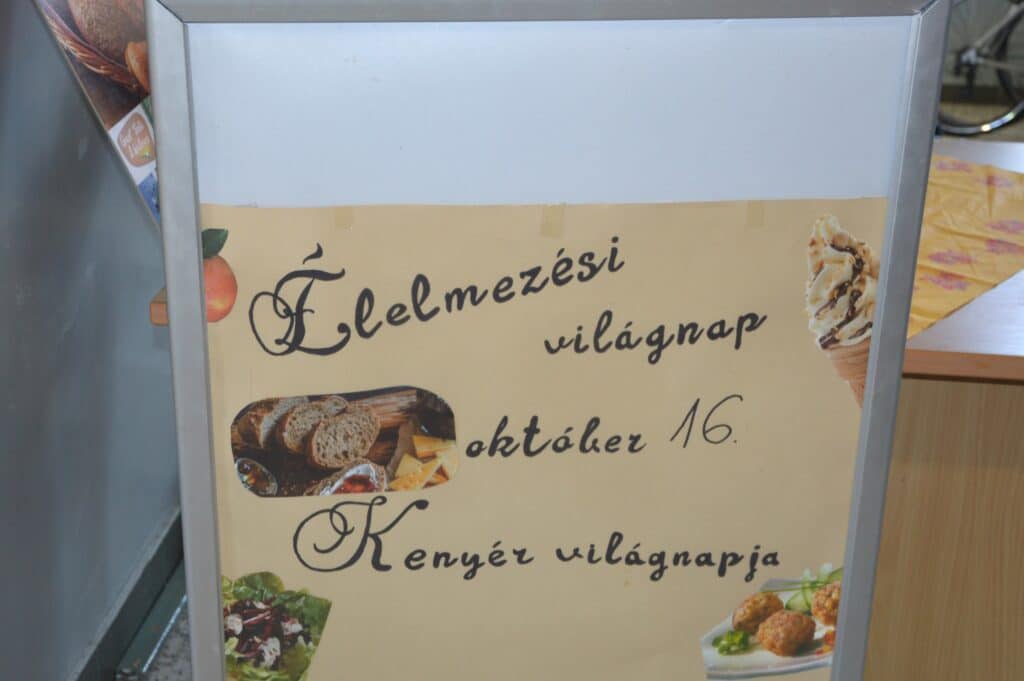 Élelmezési
világnap
október 16.
Kenyér világnapja